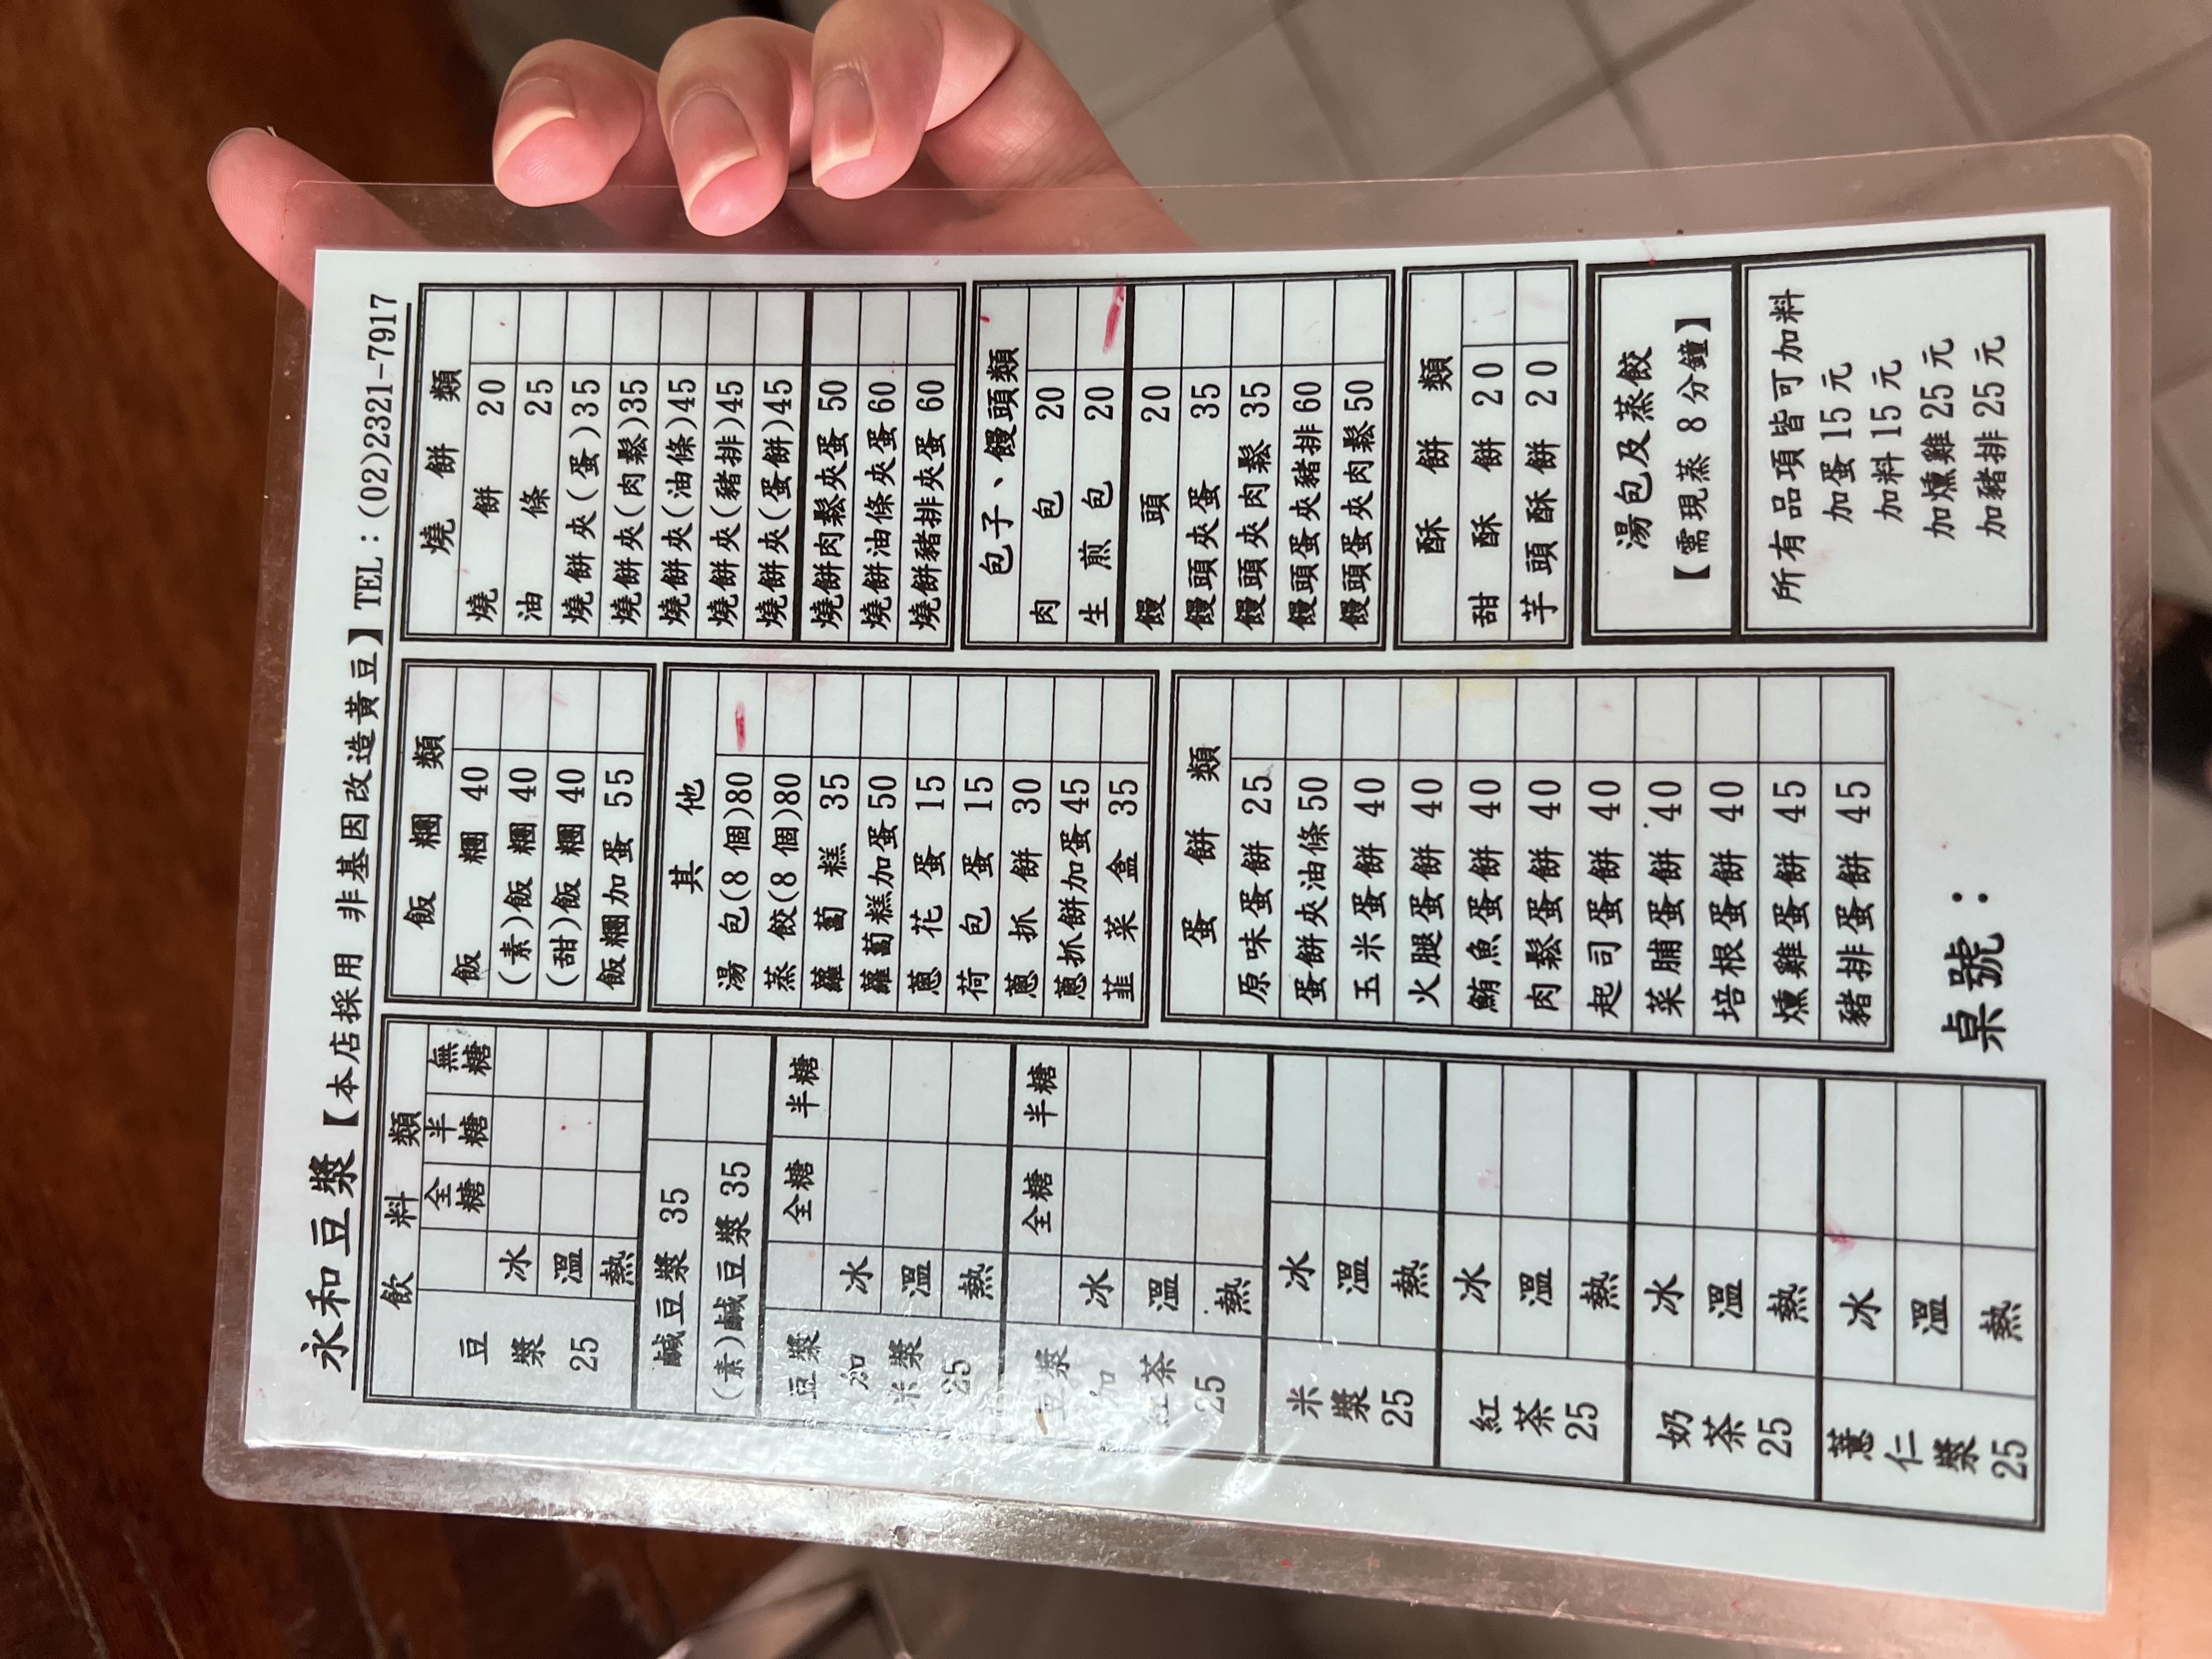 永和豆漿【本店採用 非基因改造黃豆】TEL：(02)2321-7917
飲料類
豆漿 25
全糖 半糖 無糖
冰
溫
熱
鹹豆漿 35
(素)鹹豆漿 35
豆漿加米漿 25
全糖 半糖
冰
溫
熱
豆漿加紅茶 25
全糖 半糖
冰
溫
熱
米漿 25
冰
溫
熱
紅茶 25
冰
溫
熱
奶茶 25
冰
溫
熱
薏仁漿 25
冰
溫
熱
飯糰類
飯糰 40
(素)飯糰 40
(甜)飯糰 40
飯糰加蛋 55
其他
湯包(8個)80
蒸餃(8個)80
蘿蔔糕 35
蘿蔔糕加蛋 50
蔥花蛋 15
荷包蛋 15
蔥抓餅 30
蔥抓餅加蛋 45
韮菜盒 35
蛋餅類
原味蛋餅 25
蛋餅夾油條 50
玉米蛋餅 40
火腿蛋餅 40
鮪魚蛋餅 40
肉鬆蛋餅 40
起司蛋餅 40
菜脯蛋餅 40
培根蛋餅 40
燻雞蛋餅 45
豬排蛋餅 45
桌號：
燒餅類
燒餅 20
油條 25
燒餅夾(蛋)35
燒餅夾(肉鬆)35
燒餅夾(油條)45
燒餅夾(豬排)45
燒餅夾(蛋餅)45
燒餅肉鬆夾蛋 50
燒餅油條夾蛋 60
燒餅豬排夾蛋 60
包子、饅頭類
肉包 20
生煎包 20
饅頭 20
饅頭夾蛋 35
饅頭夾肉鬆 35
饅頭蛋夾豬排 60
饅頭蛋夾肉鬆 50
酥餅類
甜酥餅 20
芋頭酥餅 20
湯包及蒸餃
【需現蒸 8 分鐘】
所有品項皆可加料
加蛋 15 元
加料 15 元
加燻雞 25 元
加豬排 25 元